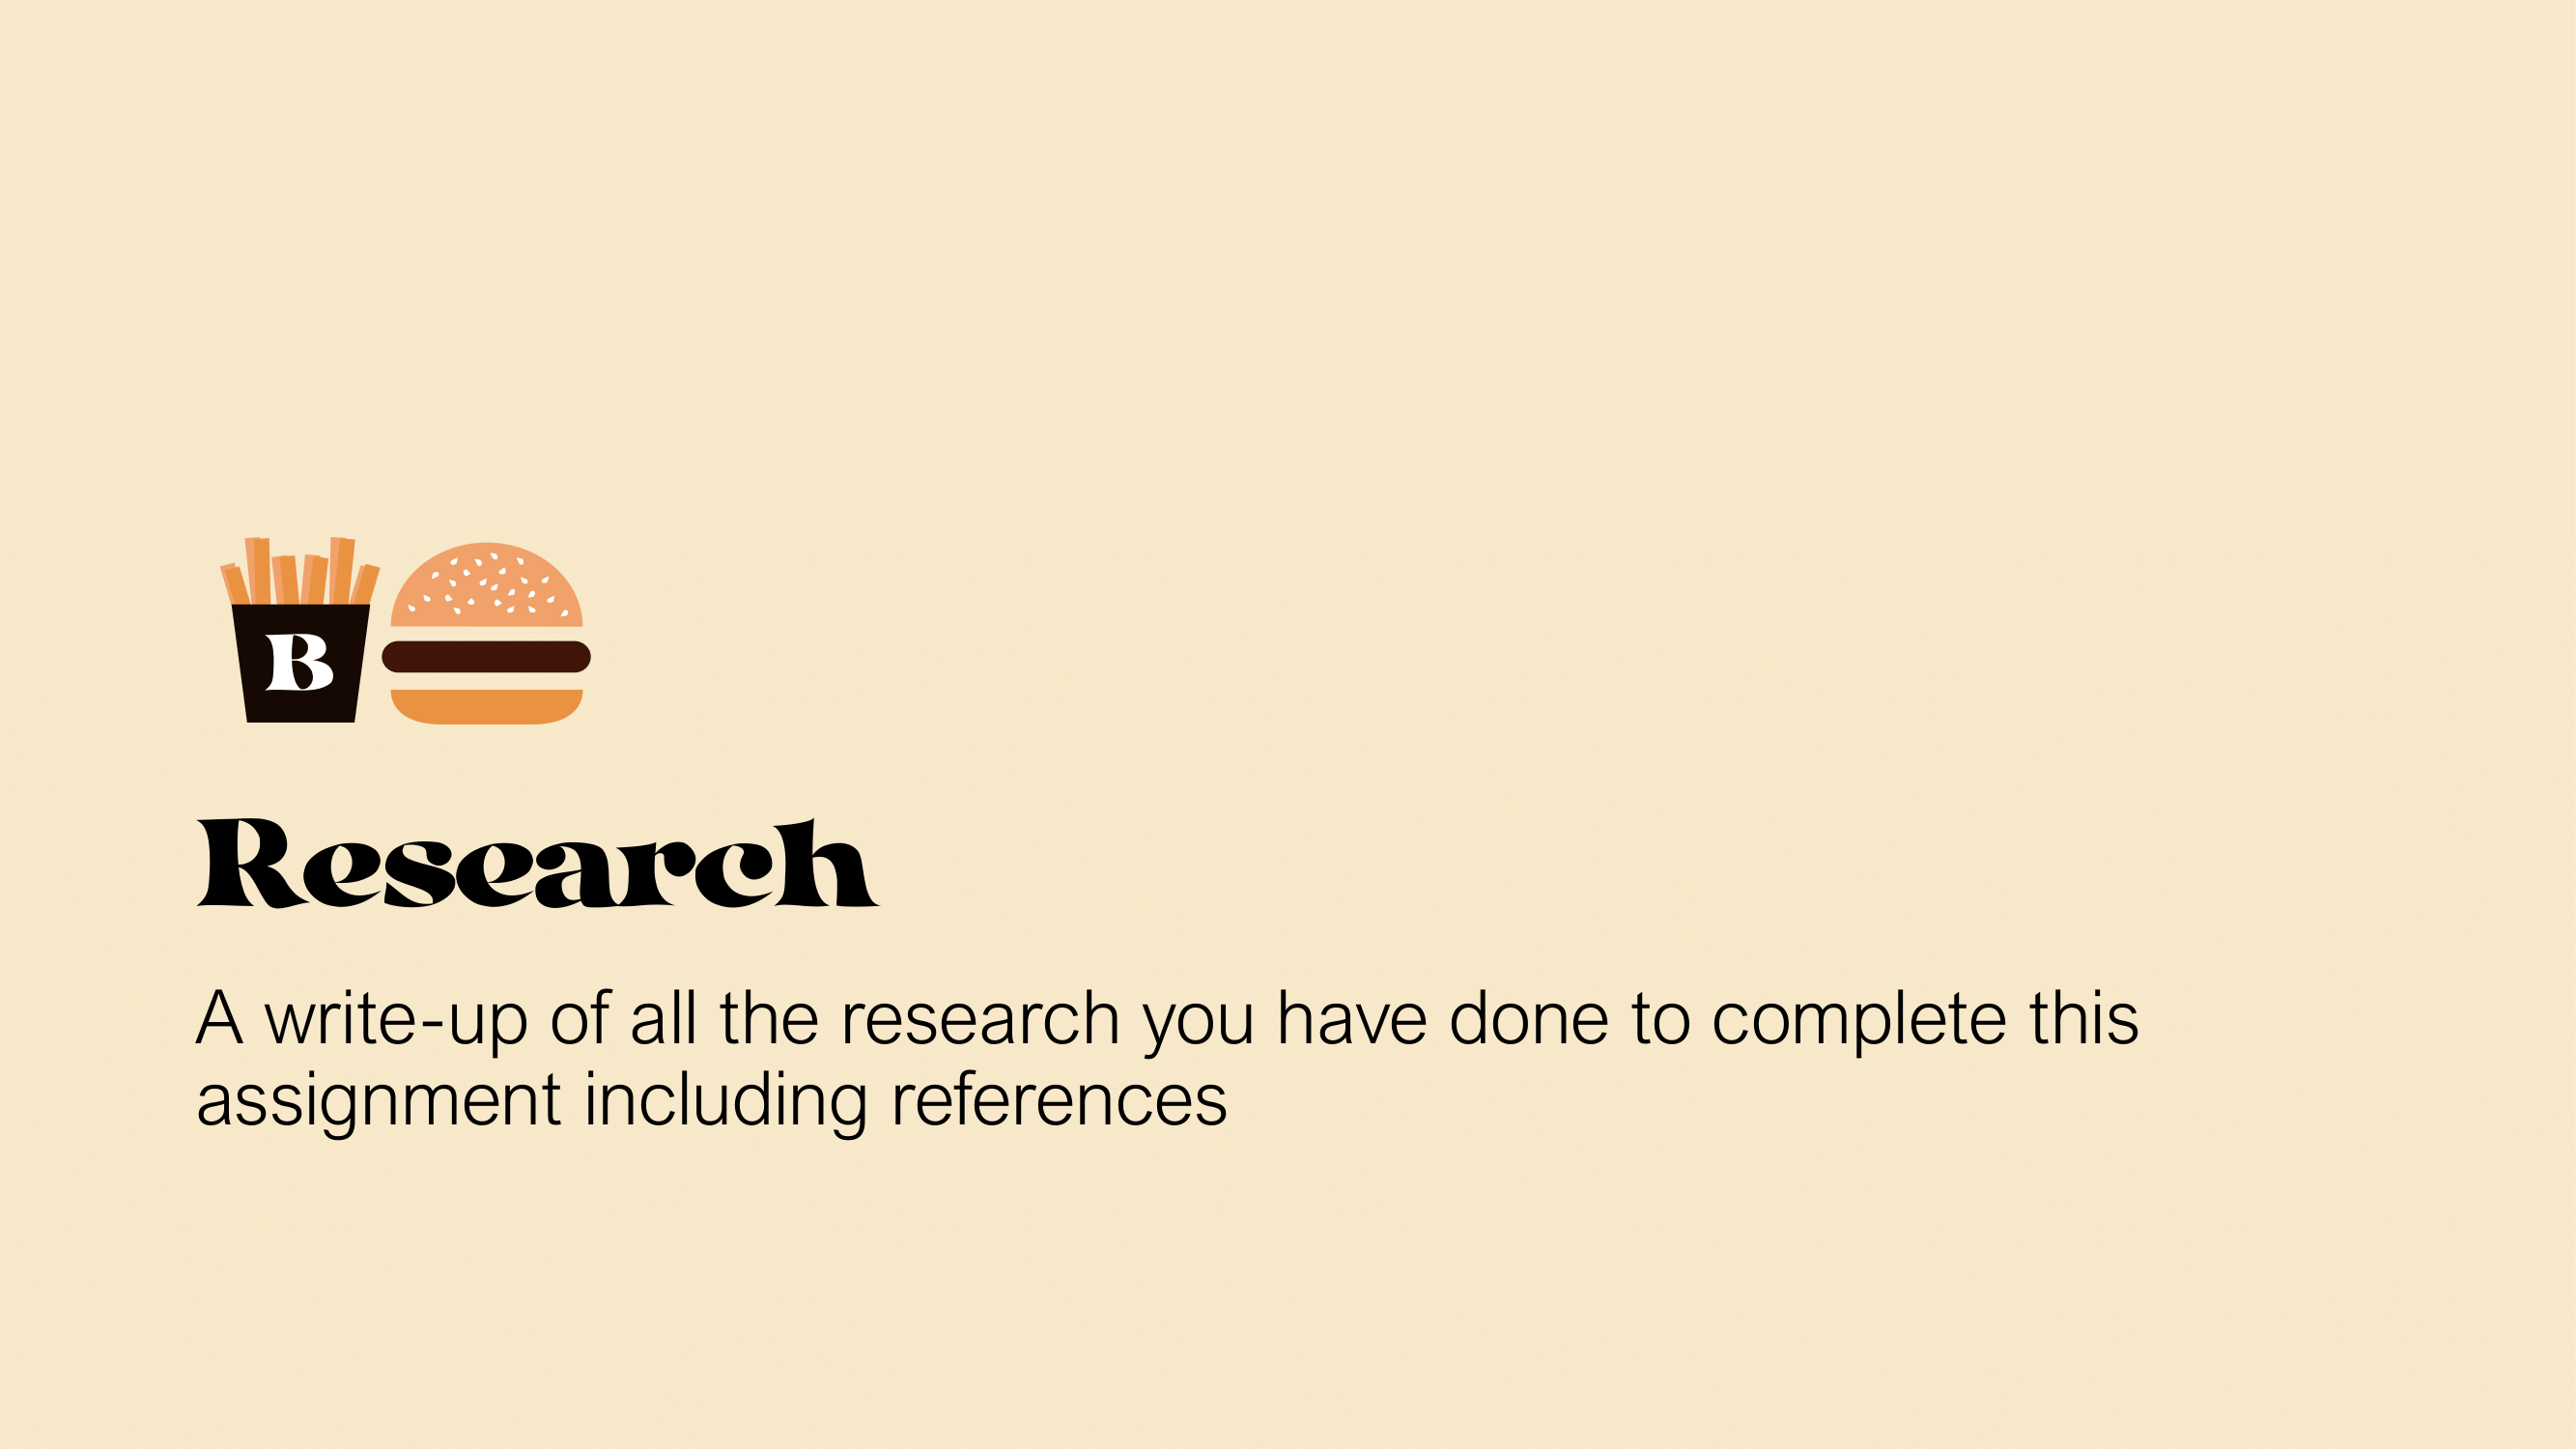 B
Research
A write-up of all the research you have done to complete this
assignment including references